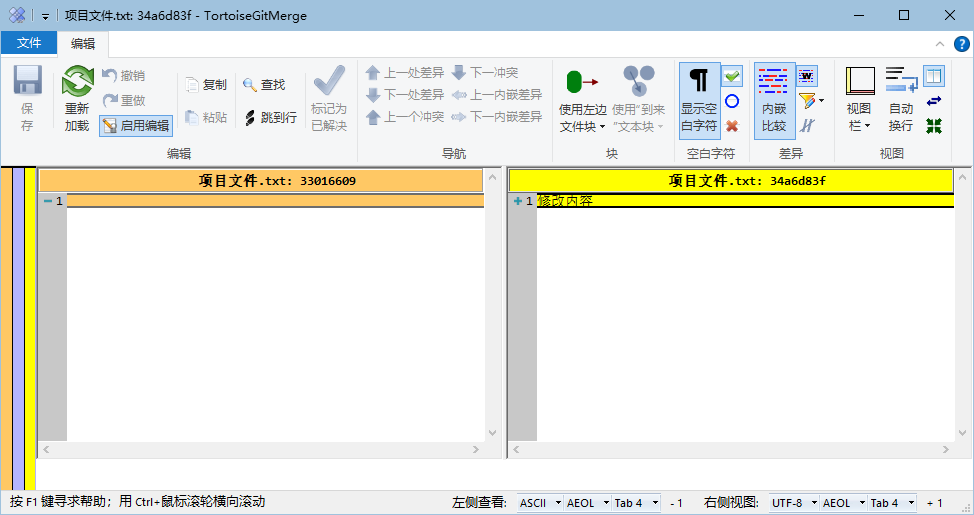 项目文件.txt: 34a6d83f - TortoiseGitMerge
文件 编辑
保存
重新加载
撤销
重做
启用编辑
复制
粘贴
查找
跳到行
标记为已解决
编辑
上一处差异
下一处差异
上一个冲突
下一冲突
上一内嵌差异
下一内嵌差异
导航
使用左边文件块
使用“到来”文本块
块
显示空白字符
空白字符
内嵌比较
差异
视图栏
自动换行
视图
项目文件.txt: 33016609
1
项目文件.txt: 34a6d83f
1 修改内容
按 F1 键寻求帮助；用 Ctrl+鼠标滚轮横向滚动 左侧查看: ASCII AEOL Tab 4 - 1 右侧视图: UTF-8 AEOL Tab 4 + 1